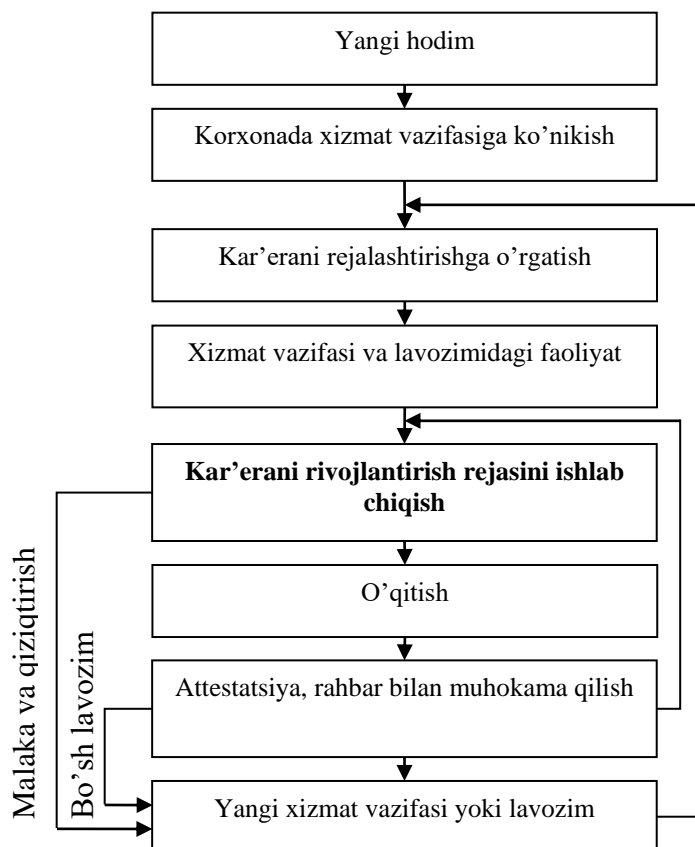 Yangi hodim
Korxonada xizmat vazifasiga ko’nikish
Kar’erani rejalashtirishga o’rgatish
Xizmat vazifasi va lavozimidagi faoliyat
Kar’erani rivojlantirish rejasini ishlab
chiqish
O’qitish
Attestatsiya, rahbar bilan muhokama qilish
Yangi xizmat vazifasi yoki lavozim
Malaka va qiziqtirish
Bo’sh lavozim